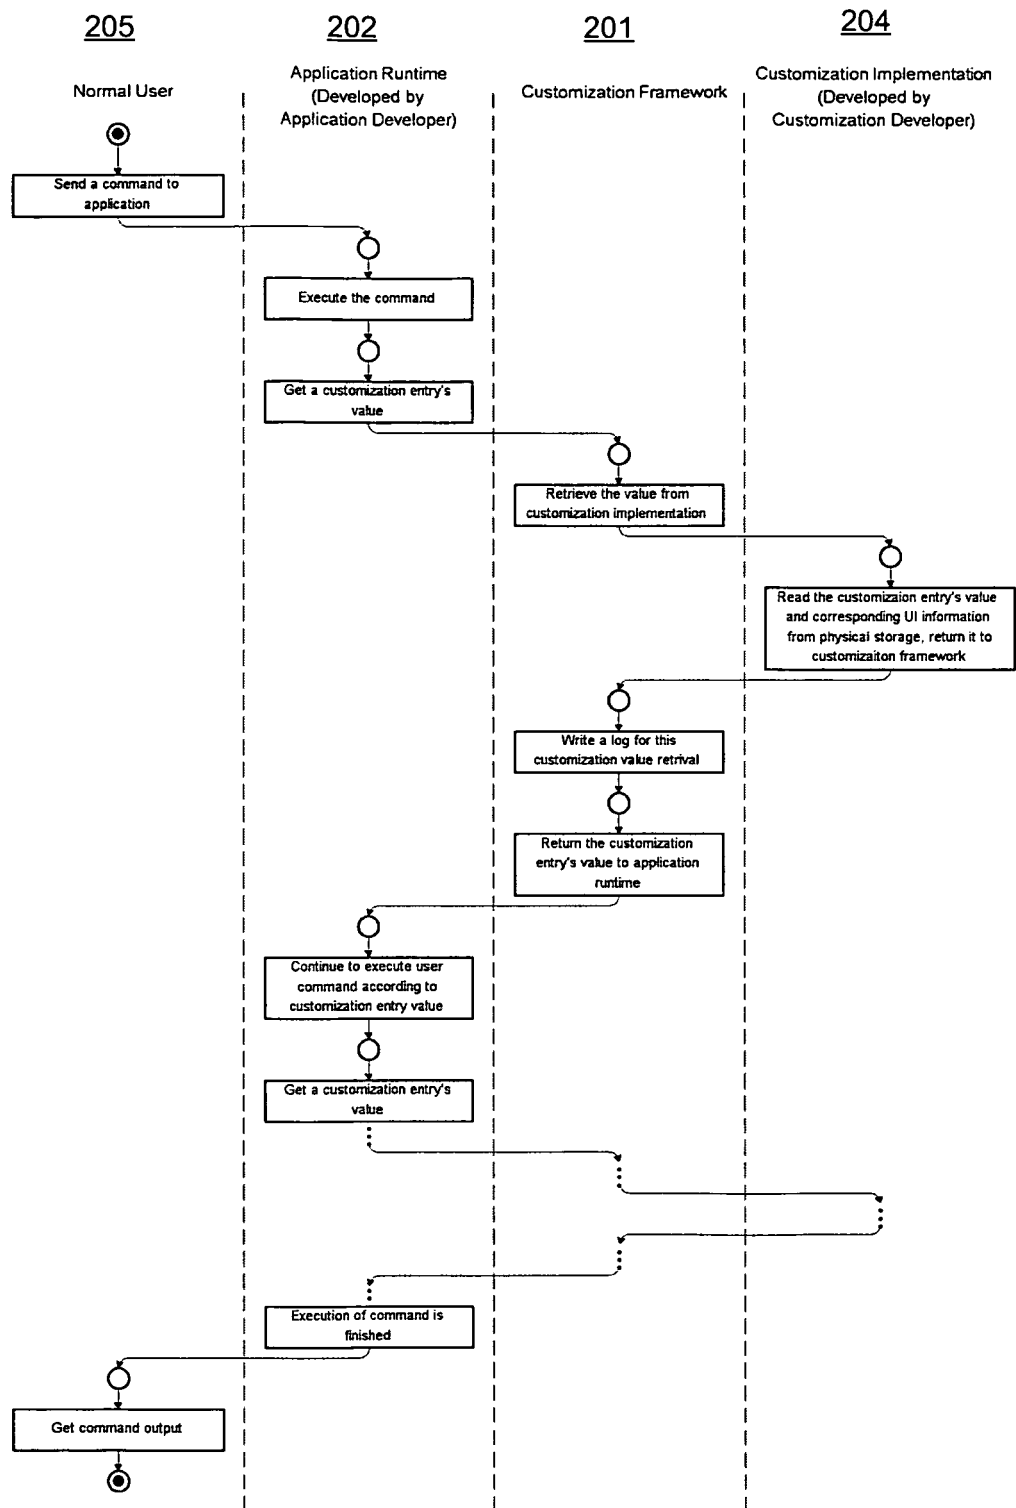 205
202
201
204
Normal User
Application Runtime
(Developed by
Application Developer)
Customization Framework
Customization Implementation
(Developed by
Customization Developer)
Send a command to
application
Execute the command
Get a customization entry's
value
Retrieve the value from
customization implementation
Read the customizaion entry's value
and corresponding UI information
from physical storage, return it to
customizaiton framework
Write a log for this
customization value retrival
Return the customization
entry's value to application
runtime
Continue to execute user
command according to
customization entry value
Get a customization entry's
value
Execution of command is
finished
Get command output